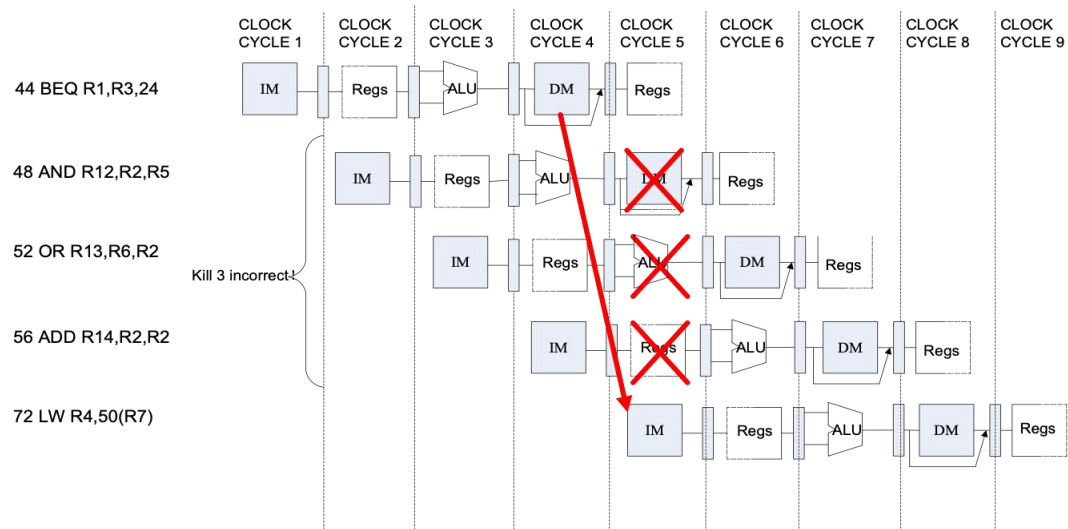 CLOCK CYCLE 1
CLOCK CYCLE 2
CLOCK CYCLE 3
CLOCK CYCLE 4
CLOCK CYCLE 5
CLOCK CYCLE 6
CLOCK CYCLE 7
CLOCK CYCLE 8
CLOCK CYCLE 9
44 BEQ R1,R3,24
IM
Regs
ALU
DM
Regs
48 AND R12,R2,R5
IM
Regs
ALU
DM
Regs
52 OR R13,R6,R2
IM
Regs
ALU
DM
Regs
Kill 3 incorrect!
56 ADD R14,R2,R2
IM
Regs
ALU
DM
Regs
72 LW R4,50(R7)
IM
Regs
ALU
DM
Regs